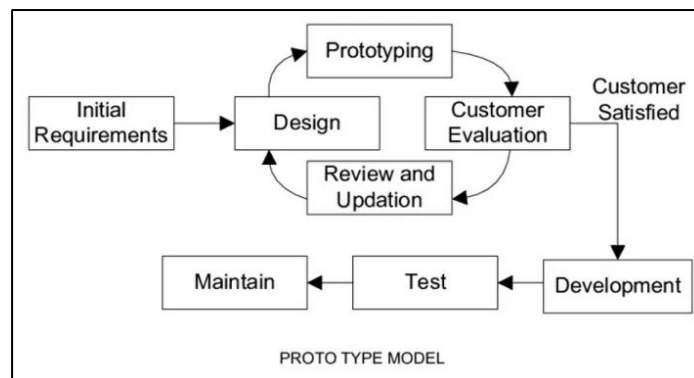 Prototyping
Customer
Satisfied
Initial
Requirements
Design
Customer
Evaluation
Review and
Updation
Maintain
Test
Development
PROTO TYPE MODEL